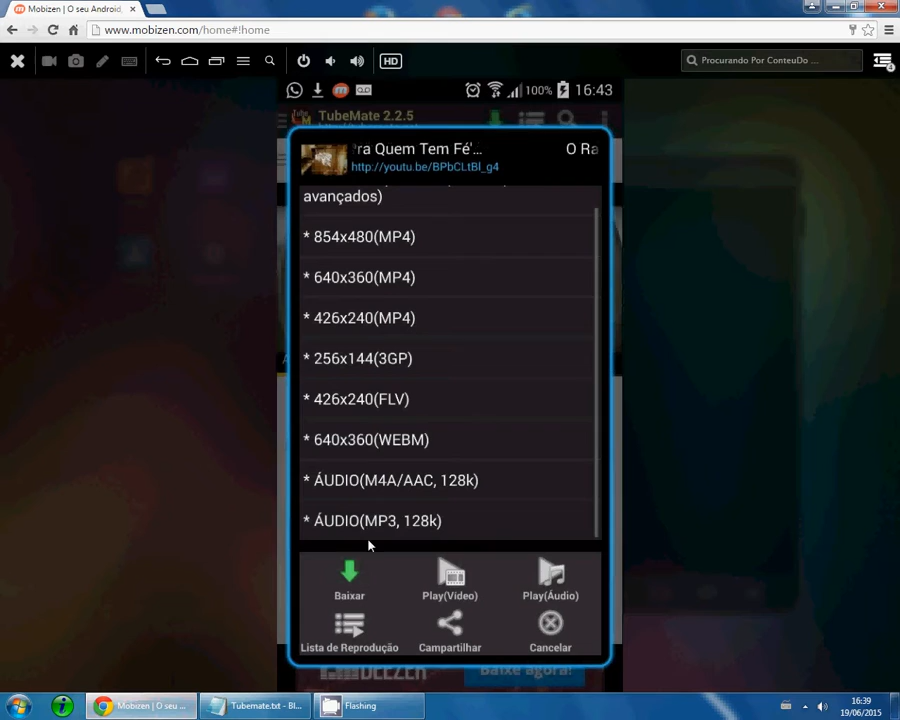 Mobizen | O seu Android,
www.mobizen.com/home#!home
HD
Procurando Por ConteuDo ...
100% 16:43
TubeMate 2.2.5
'ra Quem Tem Fé'... O Ra
http://youtu.be/BPbCLtBl_g4
avançados)
* 854x480(MP4)
* 640x360(MP4)
* 426x240(MP4)
* 256x144(3GP)
* 426x240(FLV)
* 640x360(WEBM)
* ÁUDIO(M4A/AAC, 128k)
* ÁUDIO(MP3, 128k)
Baixar Play(Vídeo) Play(Áudio)
Lista de Reprodução Campartilhar Cancelar
DEEZER Baixe agora!
Mobizen | O seu ... Tubemate.txt - Bl... Flashing
16:39
19/06/2015